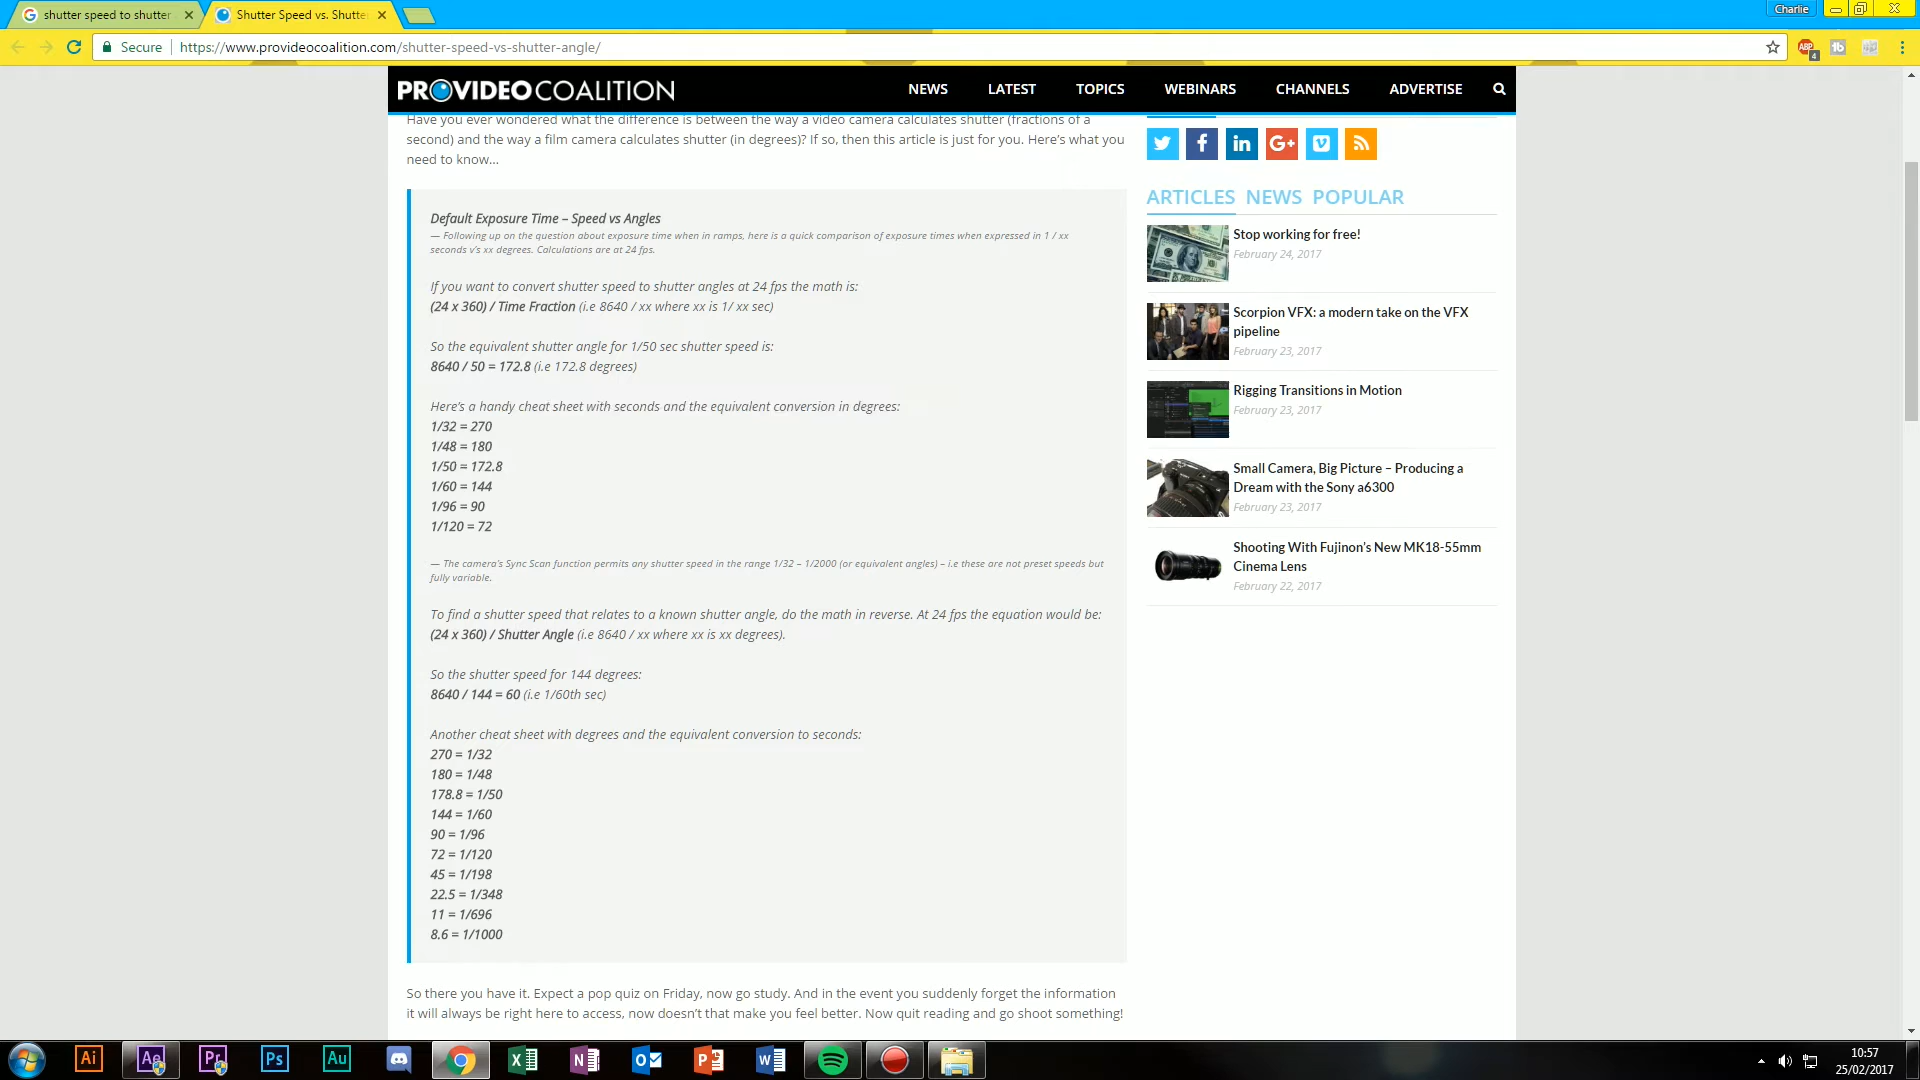 shutter speed to shutter
Shutter Speed vs. Shutte
Charlie
Secure
https://www.provideocoalition.com/shutter-speed-vs-shutter-angle/
ABP
4
PROVIDEO COALITION
NEWS
LATEST
TOPICS
WEBINARS
CHANNELS
ADVERTISE
Have you ever wondered what the difference is between the way a video camera calculates shutter (fractions of a
second) and the way a film camera calculates shutter (in degrees)? If so, then this article is just for you. Here's what you
need to know...
Default Exposure Time – Speed vs Angles
— Following up on the question about exposure time when in ramps, here is a quick comparison of exposure times when expressed in 1 / xx
seconds v's xx degrees. Calculations are at 24 fps.
If you want to convert shutter speed to shutter angles at 24 fps the math is:
(24 x 360) / Time Fraction (i.e 8640 / xx where xx is 1/ xx sec)
So the equivalent shutter angle for 1/50 sec shutter speed is:
8640 / 50 = 172.8 (i.e 172.8 degrees)
Here's a handy cheat sheet with seconds and the equivalent conversion in degrees:
1/32 = 270
1/48 = 180
1/50 = 172.8
1/60 = 144
1/96 = 90
1/120 = 72
— The camera's Sync Scan function permits any shutter speed in the range 1/32 – 1/2000 (or equivalent angles) – i.e these are not preset speeds but
fully variable.
To find a shutter speed that relates to a known shutter angle, do the math in reverse. At 24 fps the equation would be:
(24 x 360) / Shutter Angle (i.e 8640 / xx where xx is xx degrees).
So the shutter speed for 144 degrees:
8640 / 144 = 60 (i.e 1/60th sec)
Another cheat sheet with degrees and the equivalent conversion to seconds:
270 = 1/32
180 = 1/48
178.8 = 1/50
144 = 1/60
90 = 1/96
72 = 1/120
45 = 1/198
22.5 = 1/348
11 = 1/696
8.6 = 1/1000
So there you have it. Expect a pop quiz on Friday, now go study. And in the event you suddenly forget the information
it will always be right here to access, now doesn't that make you feel better. Now quit reading and go shoot something!
G+
ARTICLES NEWS POPULAR
Stop working for free!
February 24, 2017
Scorpion VFX: a modern take on the VFX
pipeline
February 23, 2017
Rigging Transitions in Motion
February 23, 2017
Small Camera, Big Picture – Producing a
Dream with the Sony a6300
February 23, 2017
Shooting With Fujinon's New MK18-55mm
Cinema Lens
February 22, 2017
Ai
Ae
Pr
Ps
Au
10:57
25/02/2017